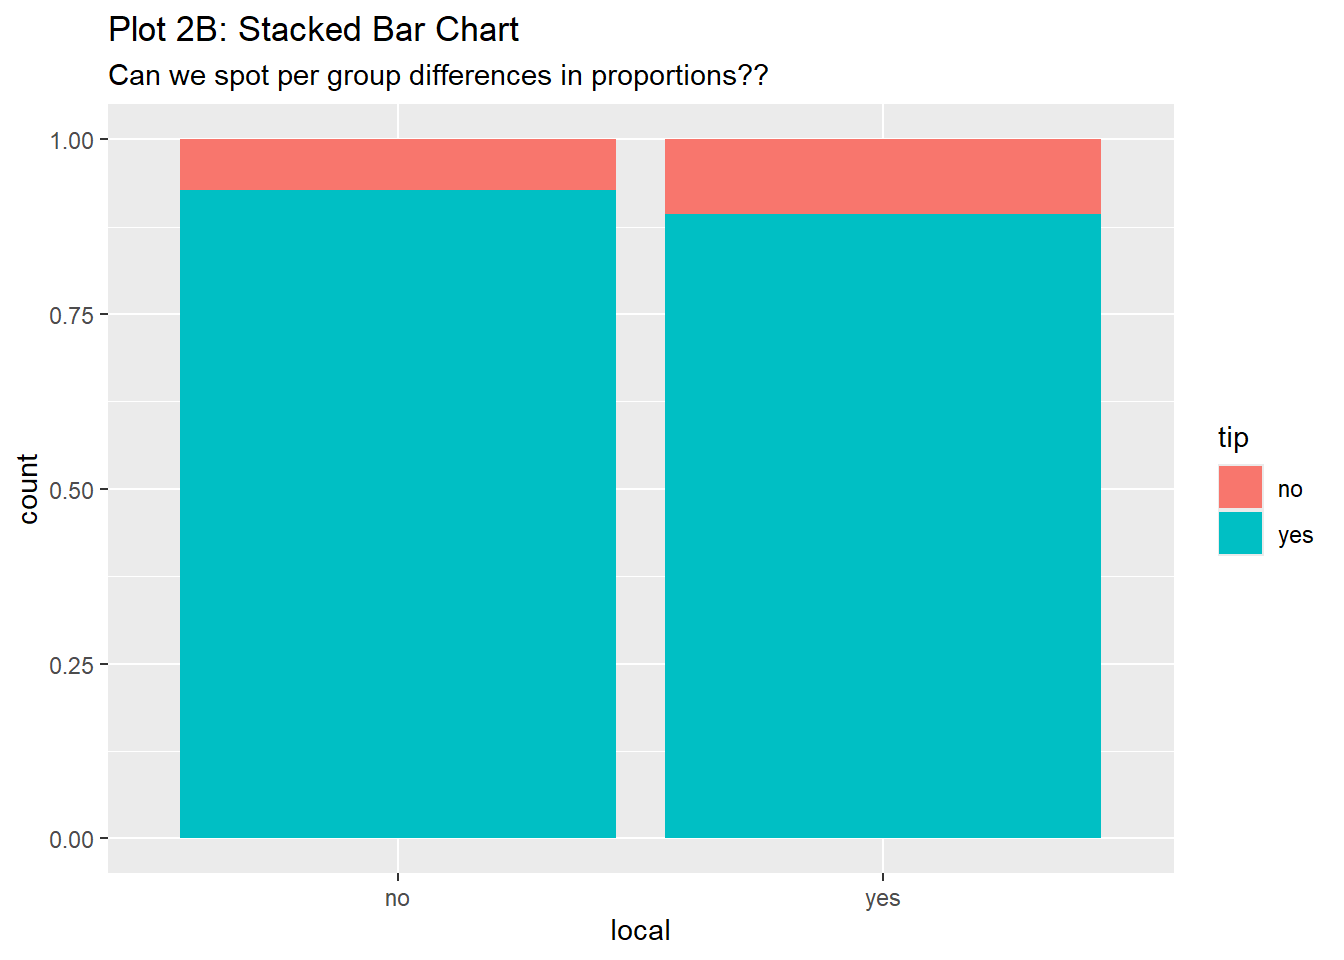 Plot 2B: Stacked Bar Chart
Can we spot per group differences in proportions??
1.00
0.75
0.50
0.25
0.00
count
no
yes
local
tip
no
yes